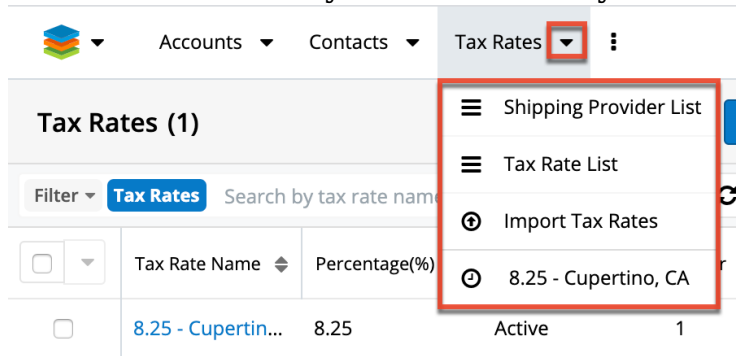 Accounts Contacts Tax Rates
Tax Rates (1)
Shipping Provider List
Tax Rate List
Import Tax Rates
8.25 - Cupertino, CA
Filter Tax Rates Search by tax rate name
Tax Rate Name Percentage(%) r
8.25 - Cupertin... 8.25 Active 1